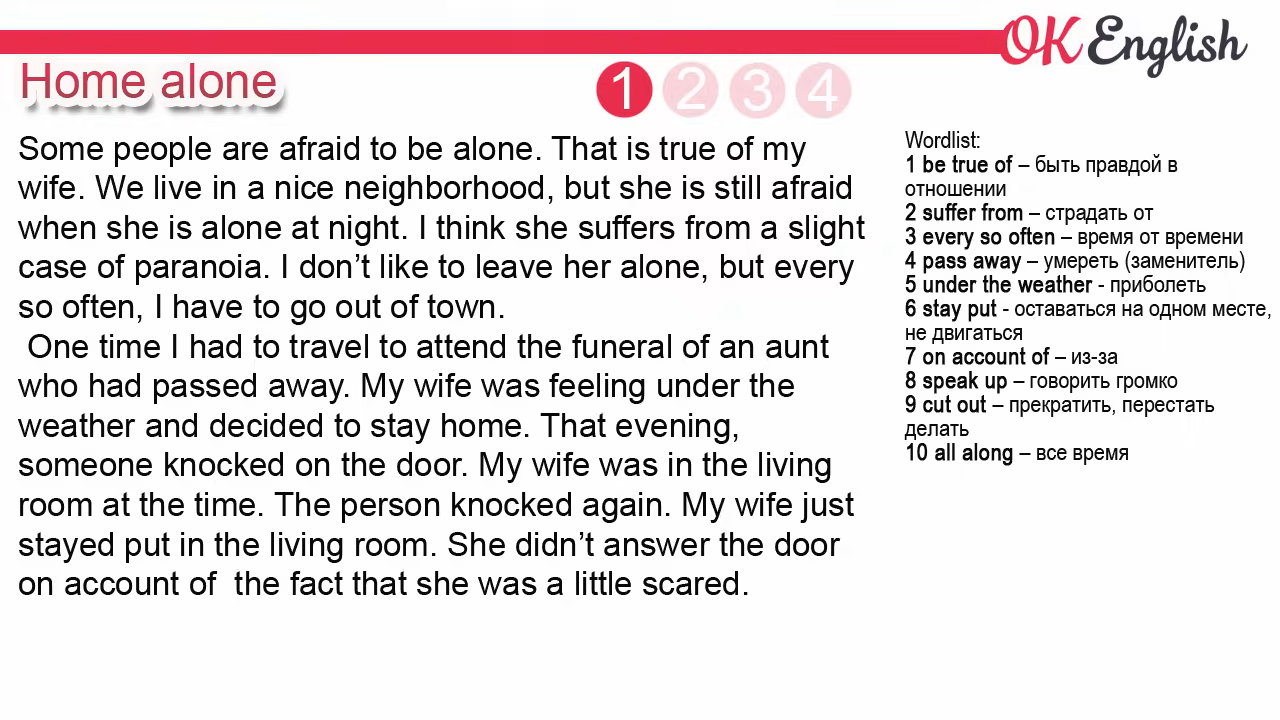 OK English
Home alone
1 2 3 4
Some people are afraid to be alone. That is true of my
wife. We live in a nice neighborhood, but she is still afraid
when she is alone at night. I think she suffers from a slight
case of paranoia. I don’t like to leave her alone, but every
so often, I have to go out of town.
One time I had to travel to attend the funeral of an aunt
who had passed away. My wife was feeling under the
weather and decided to stay home. That evening,
someone knocked on the door. My wife was in the living
room at the time. The person knocked again. My wife just
stayed put in the living room. She didn’t answer the door
on account of the fact that she was a little scared.
Wordlist:
1 be true of – быть правдой в
отношении
2 suffer from – страдать от
3 every so often – время от времени
4 pass away – умереть (заменитель)
5 under the weather - приболеть
6 stay put - оставаться на одном месте,
не двигаться
7 on account of – из-за
8 speak up – говорить громко
9 cut out – прекратить, перестать
делать
10 all along – все время